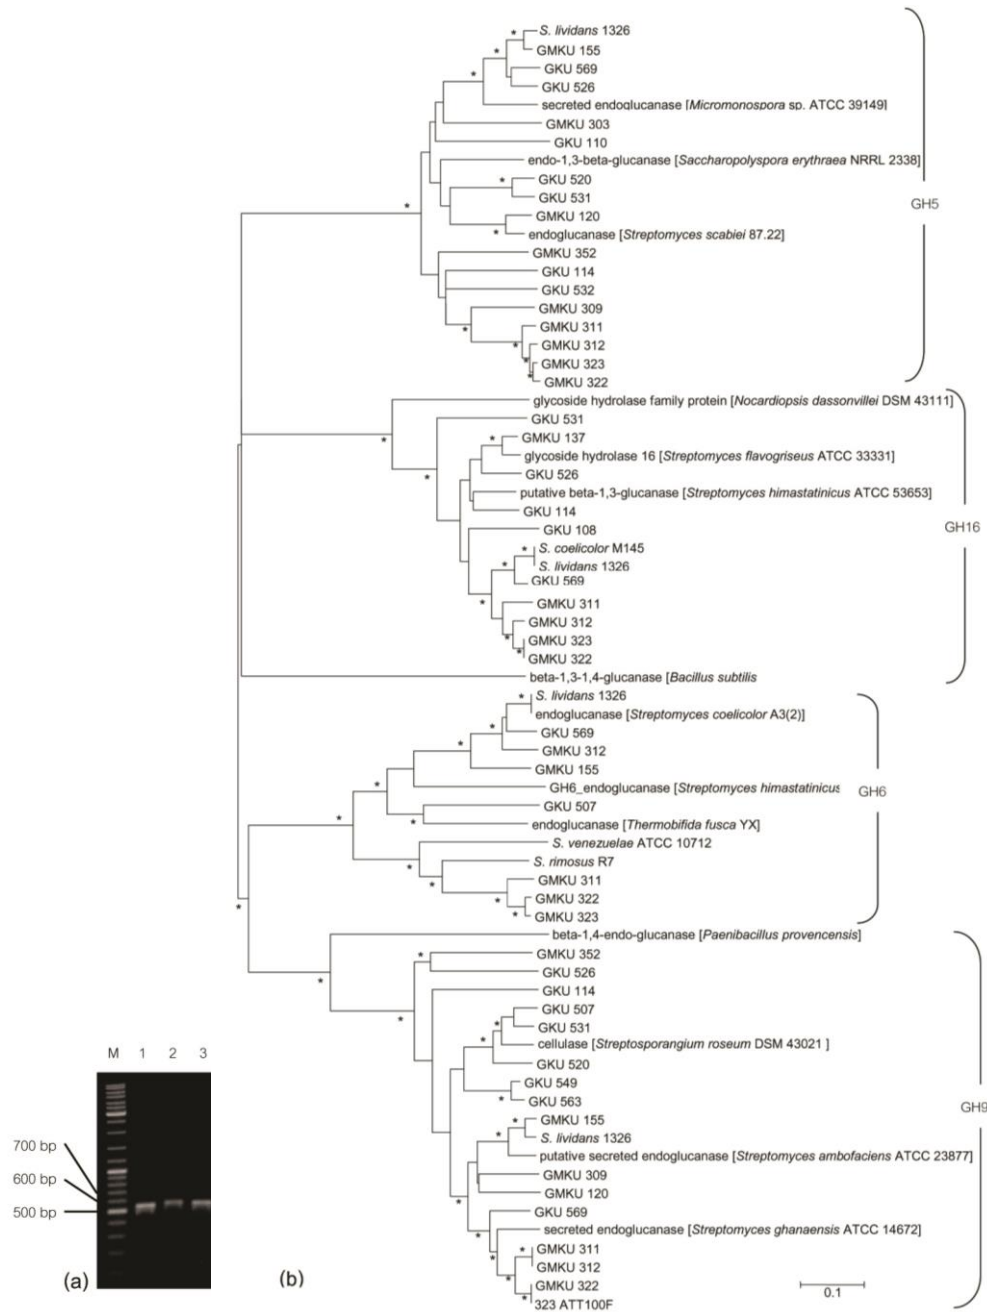 S. lividans 1326
GMKU 155
GKU 569
GKU 526
secreted endoglucanase [Micromonospora sp. ATCC 39149]
GMKU 303
GKU 110
endo-1,3-beta-glucanase [Saccharopolyspora erythraea NRRL 2338]
GKU 520
GKU 531
GMKU 120
endoglucanase [Streptomyces scabiei 87.22]
GMKU 352
GKU 114
GKU 532
GMKU 309
GMKU 311
GMKU 312
GMKU 323
GMKU 322
GH5
glycoside hydrolase family protein [Nocardiopsis dassonvillei DSM 43111]
GKU 531
GMKU 137
glycoside hydrolase 16 [Streptomyces flavogriseus ATCC 33331]
GKU 526
putative beta-1,3-glucanase [Streptomyces himastatinicus ATCC 53653]
GKU 114
GKU 108
S. coelicolor M145
S. lividans 1326
GKU 569
GMKU 311
GMKU 312
GMKU 323
GMKU 322
beta-1,3-1,4-glucanase [Bacillus subtilis
GH16
S. lividans 1326
endoglucanase [Streptomyces coelicolor A3(2)]
GKU 569
GMKU 312
GMKU 155
GH6_endoglucanase [Streptomyces himastatinicus
GKU 507
endoglucanase [Thermobifida fusca YX]
S. venezuelae ATCC 10712
S. rimosus R7
GMKU 311
GMKU 322
GMKU 323
GH6
beta-1,4-endo-glucanase [Paenibacillus provencensis]
GMKU 352
GKU 526
GKU 114
GKU 507
GKU 531
cellulase [Streptosporangium roseum DSM 43021 ]
GKU 520
GKU 549
GKU 563
GMKU 155
S. lividans 1326
putative secreted endoglucanase [Streptomyces ambofaciens ATCC 23877]
GMKU 309
GMKU 120
GKU 569
secreted endoglucanase [Streptomyces ghanaensis ATCC 14672]
GMKU 311
GMKU 312
GMKU 322
323 ATT100F
GH9
0.1
M 1 2 3
700 bp
600 bp
500 bp
(a)
(b)